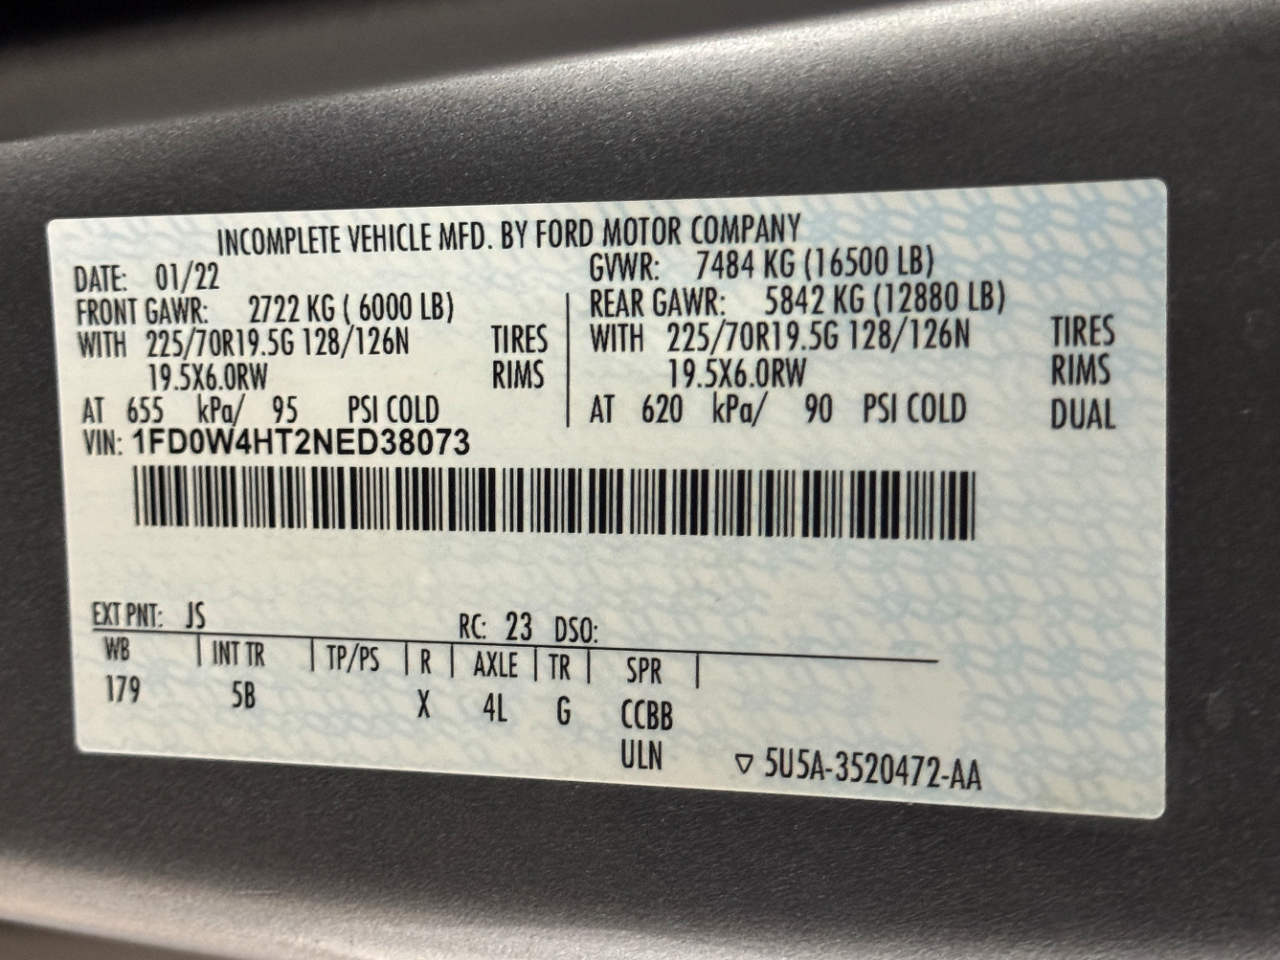 INCOMPLETE VEHICLE MFD. BY FORD MOTOR COMPANY
DATE: 01/22 GVWR: 7484 KG (16500 LB)
FRONT GAWR: 2722 KG ( 6000 LB) REAR GAWR: 5842 KG (12880 LB)
WITH 225/70R19.5G 128/126N TIRES WITH 225/70R19.5G 128/126N TIRES
19.5X6.0RW RIMS 19.5X6.0RW RIMS
AT 655 kPa/ 95 PSI COLD AT 620 kPa/ 90 PSI COLD DUAL
VIN: 1FD0W4HT2NED38073
EXT PNT: JS RC: 23 DSO:
WB INT TR TP/PS R AXLE TR SPR
179 5B X 4L G CCBB
ULN ▽ 5U5A-3520472-AA